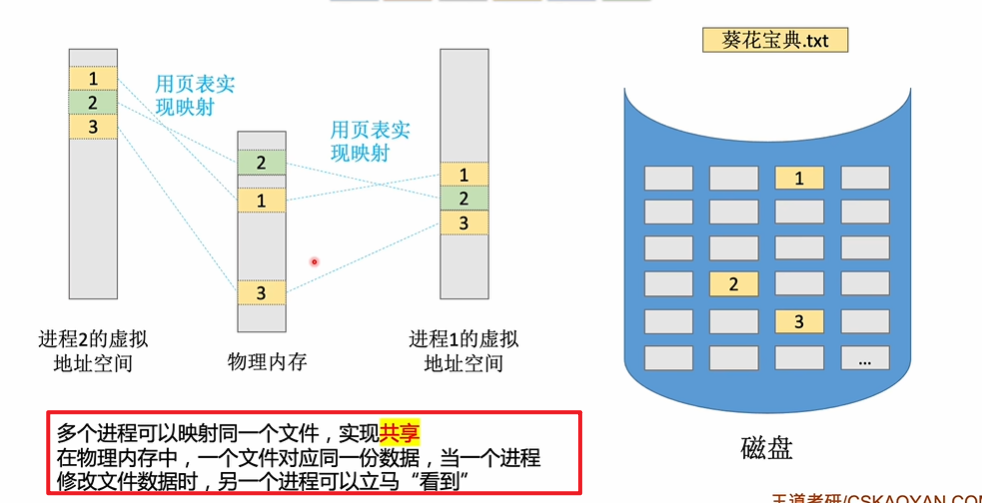 葵花宝典.txt
1
2
3
用页表实
现映射
2
1
3
用页表实
现映射
1
2
3
1
2
3
...
进程2的虚拟
地址空间
物理内存
进程1的虚拟
地址空间
磁盘
多个进程可以映射同一个文件，实现共享
在物理内存中，一个文件对应同一份数据，当一个进程
修改文件数据时，另一个进程可以立马“看到”
王道考研/CSKAOYAN.COM